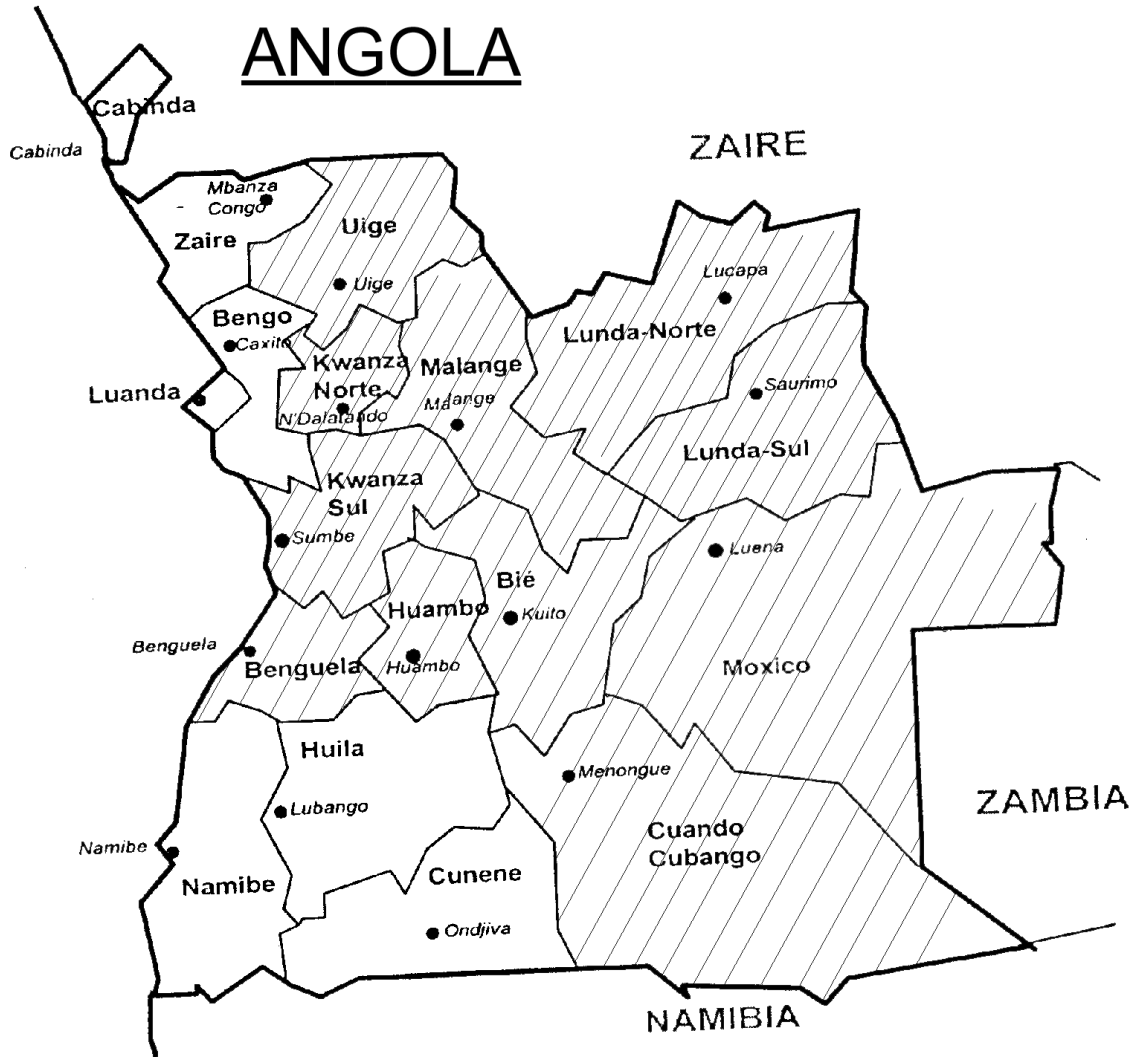 ANGOLA
Cabinda
Cabinda
ZAIRE
Mbanza
Congo
Zaire
Uige
Uige
Lucapa
Bengo
Caxito
Lunda-Norte
Kwanza
Norte
Malange
Luanda
Saurimo
Malange
N'Dalatando
Lunda-Sul
Kwanza
Sul
Sumbe
Luena
Bié
Huambo
Kuito
Benguela
Benguela
Huambo
Moxico
Huila
Menongue
ZAMBIA
Lubango
Cuando
Cubango
Namibe
Namibe
Cunene
Ondjiva
NAMIBIA